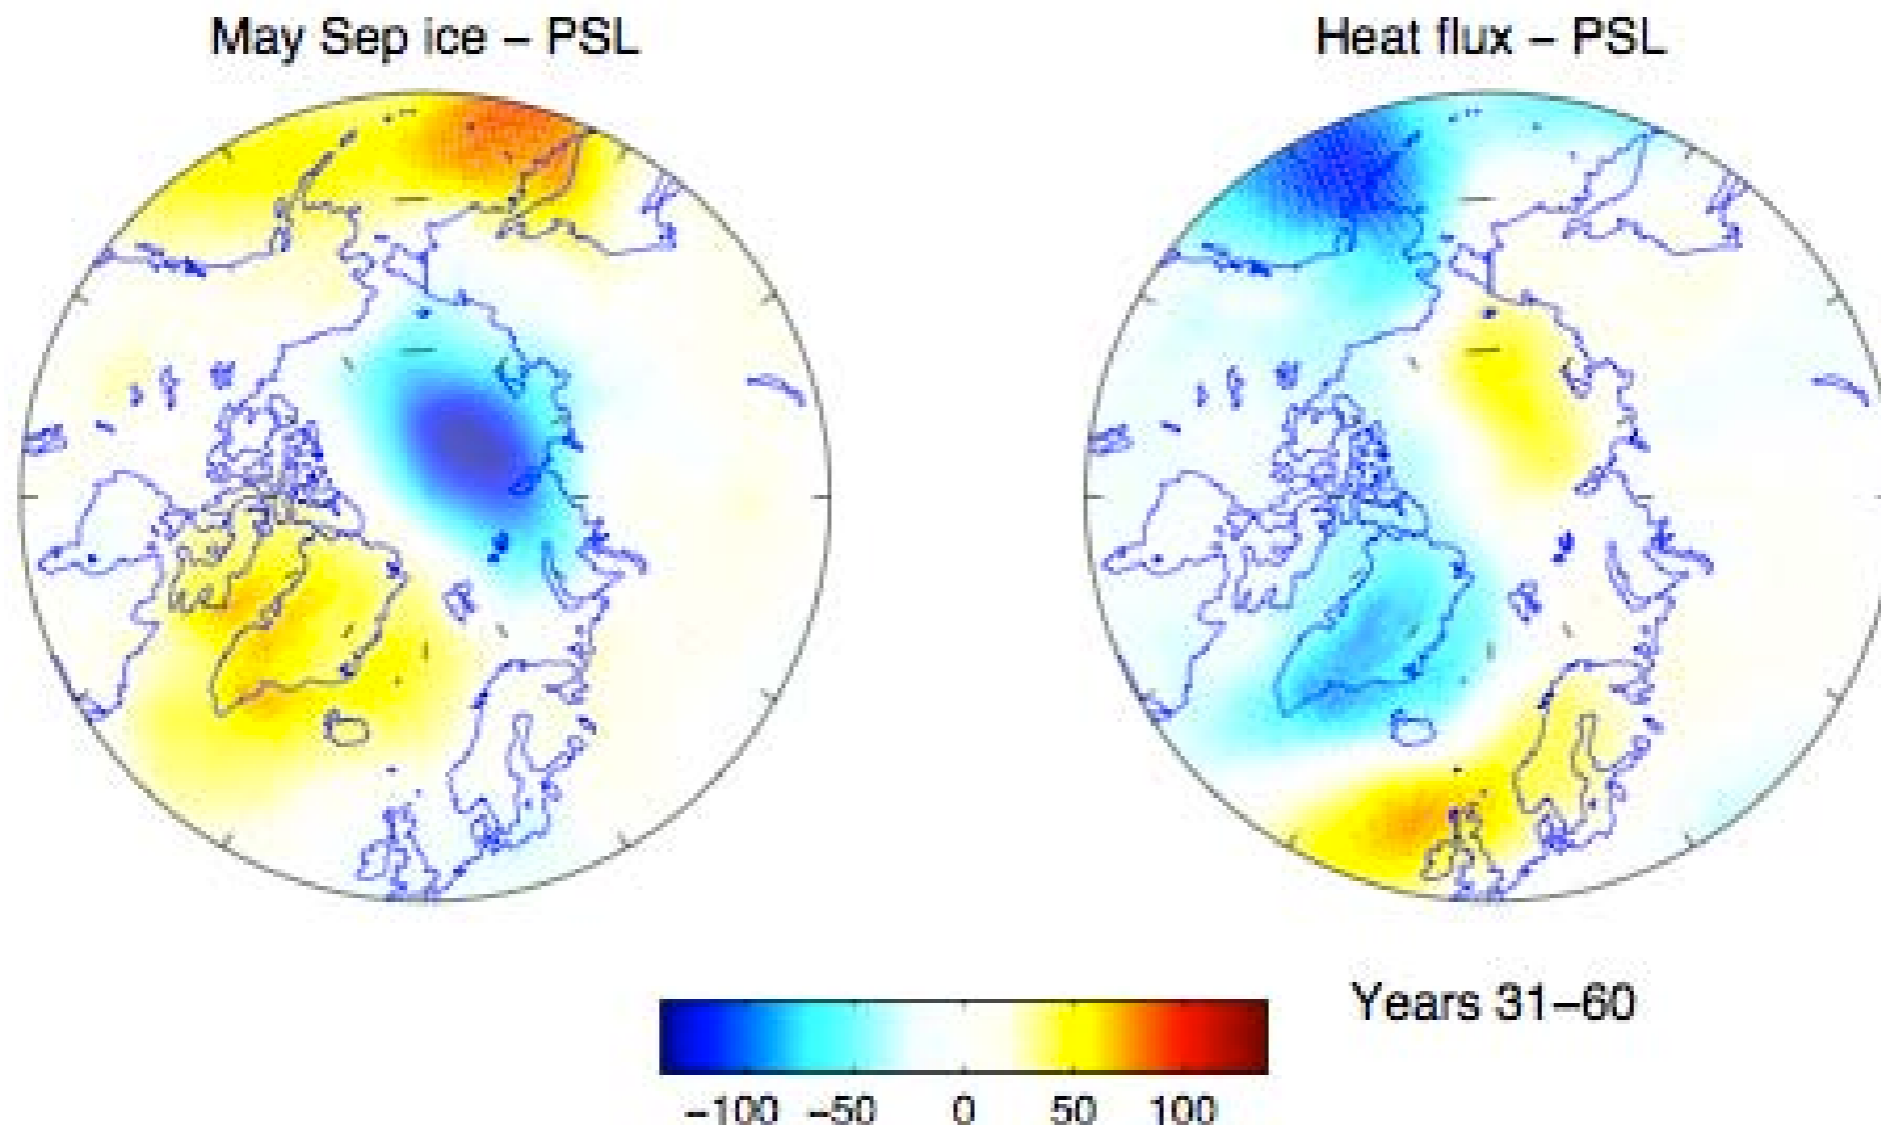 May Sep ice – PSL
Heat flux – PSL
Years 31–60
−100 −50 0 50 100